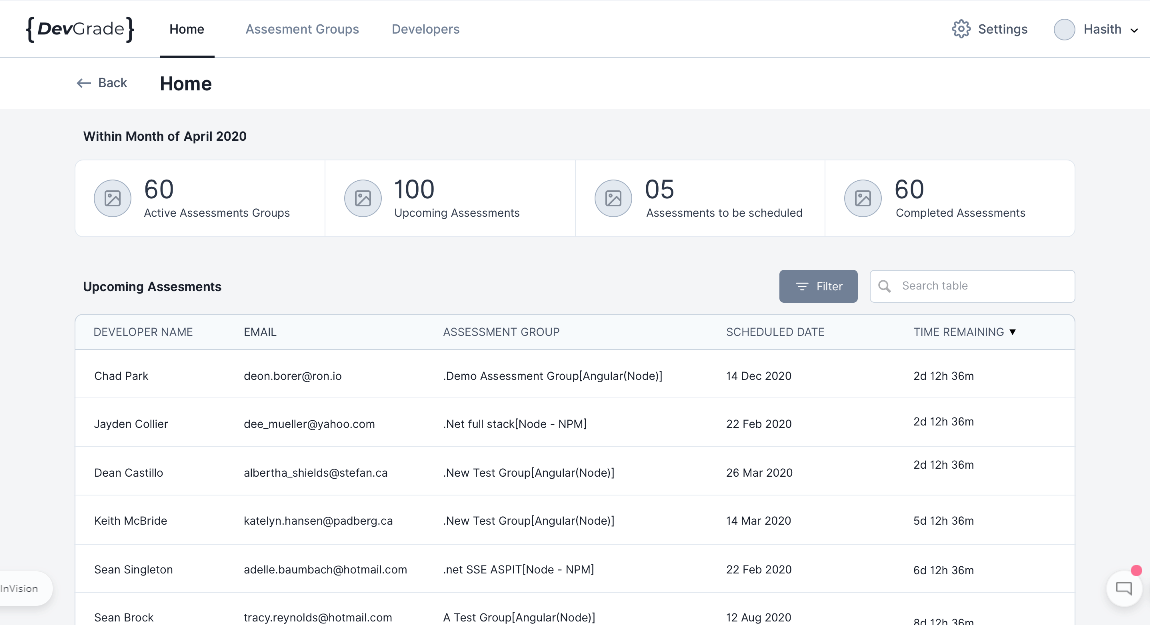 {DevGrade} Home Assesment Groups Developers Settings Hasith
Back Home
Within Month of April 2020
60 100 05 60
Active Assessments Groups Upcoming Assessments Assessments to be scheduled Completed Assessments
Upcoming Assesments Filter Search table
DEVELOPER NAME EMAIL ASSESSMENT GROUP SCHEDULED DATE TIME REMAINING ▼
Chad Park deon.borer@ron.io .Demo Assessment Group[Angular(Node)] 14 Dec 2020 2d 12h 36m
Jayden Collier dee_mueller@yahoo.com .Net full stack[Node - NPM] 22 Feb 2020 2d 12h 36m
Dean Castillo albertha_shields@stefan.ca .New Test Group[Angular(Node)] 26 Mar 2020 2d 12h 36m
Keith McBride katelyn.hansen@padberg.ca .New Test Group[Angular(Node)] 14 Mar 2020 5d 12h 36m
Sean Singleton adelle.baumbach@hotmail.com .net SSE ASPIT[Node - NPM] 22 Feb 2020 6d 12h 36m
InVision
Sean Brock tracy.reynolds@hotmail.com A Test Group[Angular(Node)] 12 Aug 2020 8d 12h 36m